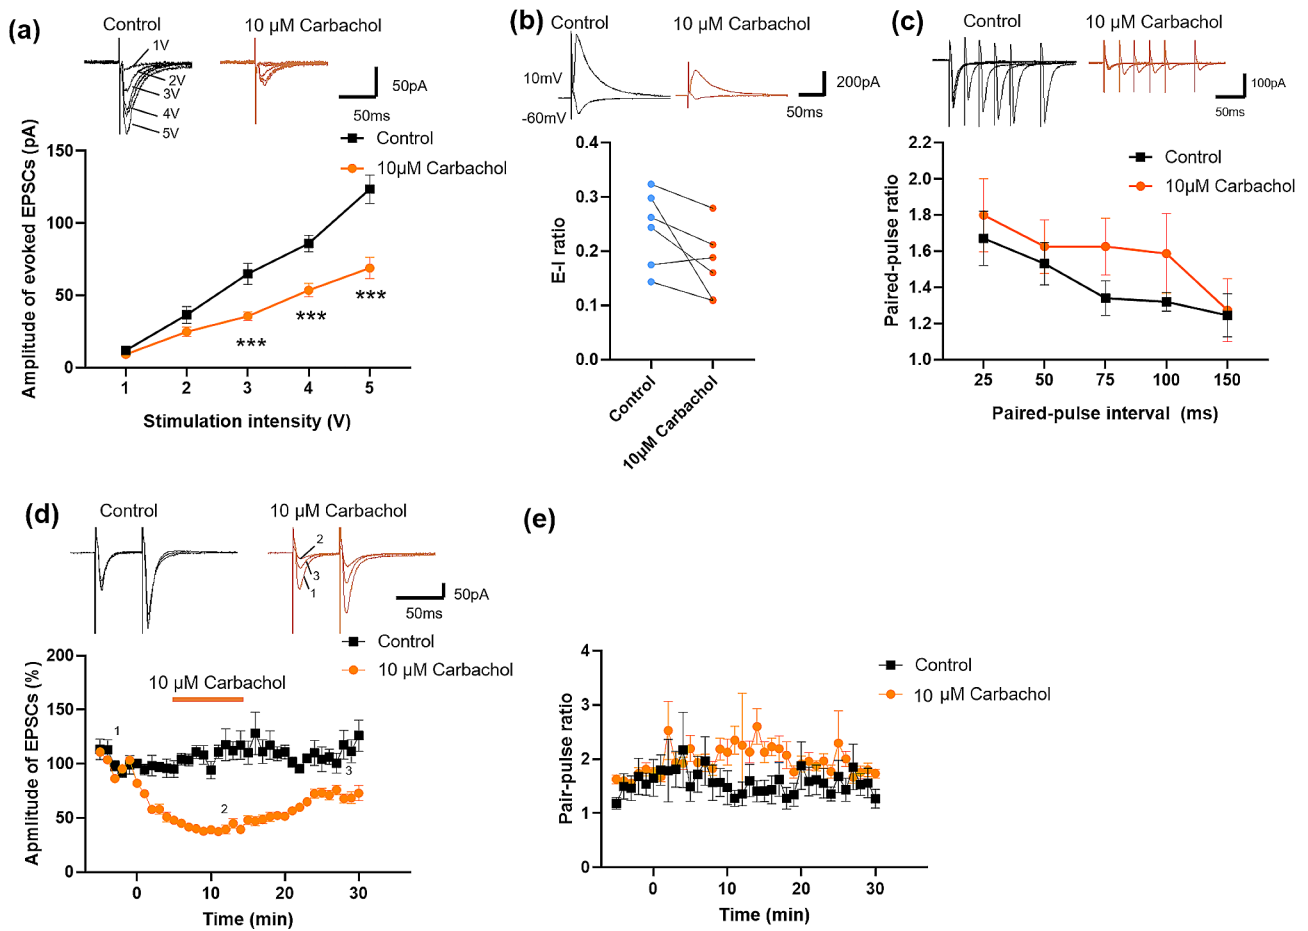 (a)
Control
10 µM Carbachol
1V
2V
3V
4V
5V
50pA
50ms
Control
10µM Carbachol
***
***
***
Amplitude of evoked EPSCs (pA)
150
100
50
0
1 2 3 4 5
Stimulation intensity (V)
(b)
Control
10 µM Carbachol
10mV
-60mV
200pA
50ms
E-I ratio
0.4
0.3
0.2
0.1
0.0
Control
10µM Carbachol
(c)
Control
10 µM Carbachol
100pA
50ms
Control
10µM Carbachol
Paired-pulse ratio
2.2
2.0
1.8
1.6
1.4
1.2
1.0
25 50 75 100 150
Paired-pulse interval (ms)
(d)
Control
10 µM Carbachol
2
3
1
50pA
50ms
Control
10 µM Carbachol
10 µM Carbachol
1
2
3
Apmlitude of EPSCs (%)
200
150
100
50
0
0 10 20 30
Time (min)
(e)
Control
10 µM Carbachol
Pair-pulse ratio
4
3
2
1
0
0 10 20 30
Time (min)